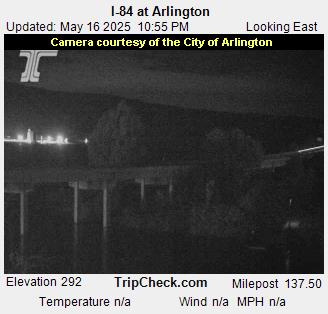 I-84 at Arlington
Updated: May 16 2025 10:55 PM Looking East
Camera courtesy of the City of Arlington
Elevation 292 TripCheck.com Milepost 137.50
Temperature n/a Wind n/a MPH n/a